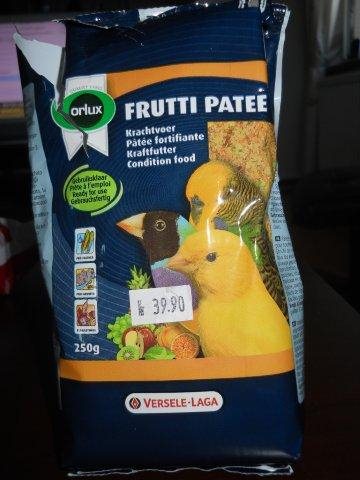 orlux
FRUTTI PATEE
Krachtvoer
Pâtée fortifiante
Kraftfutter
Condition food
Gebruiksklaar
Prête à l'emploi
Ready for use
Gebrauchsfertig
39.90
250g
VERSELE-LAGA